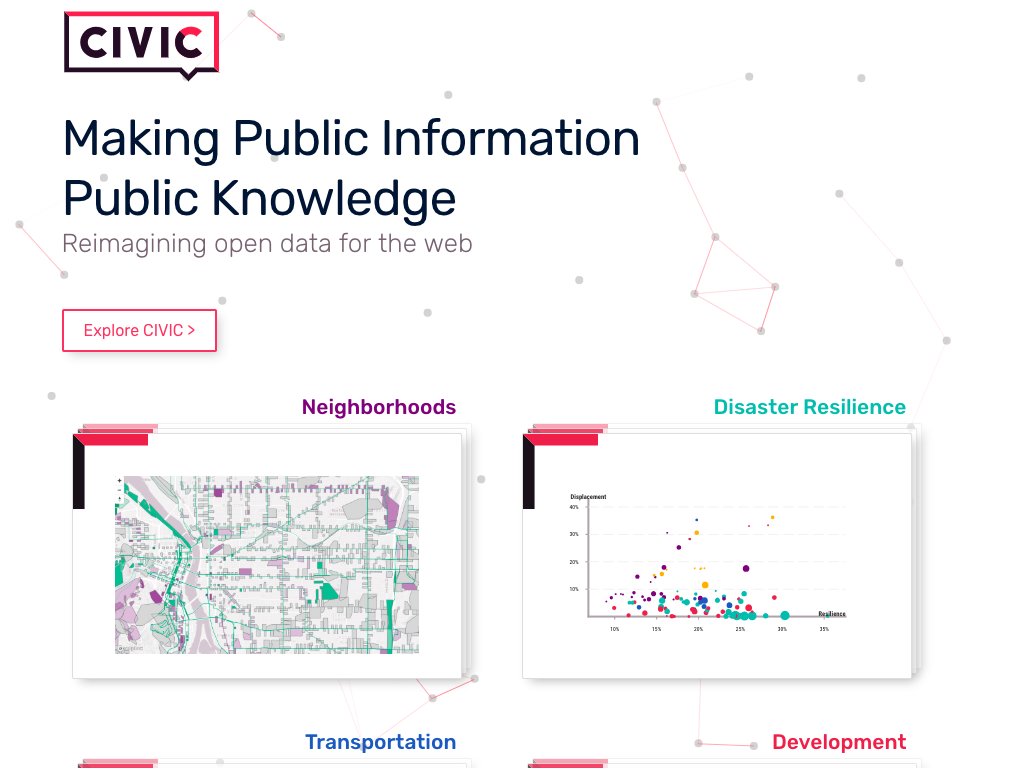 CIVIC
Making Public Information
Public Knowledge
Reimagining open data for the web
Explore CIVIC >
Neighborhoods
Disaster Resilience
Displacement
40%
30%
20%
10%
Resilience
10%
15%
20%
25%
30%
35%
Transportation
Development